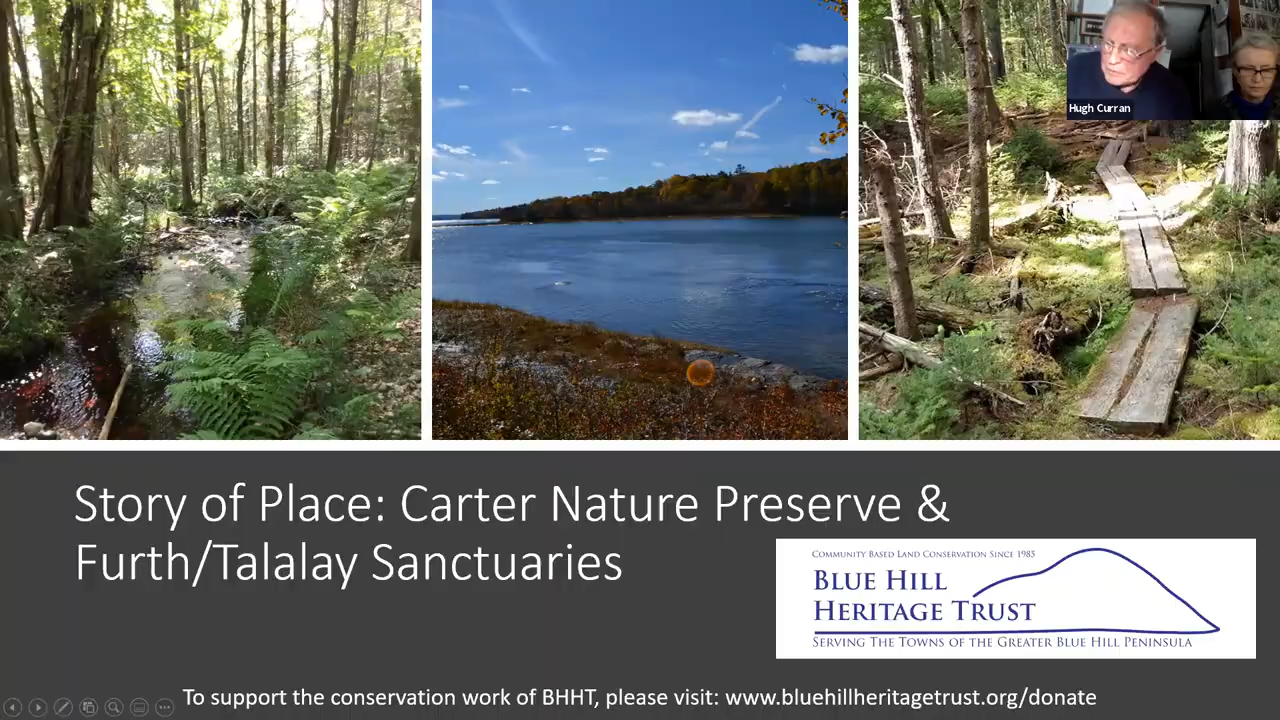 Hugh Curran
Story of Place: Carter Nature Preserve &
Furth/Talalay Sanctuaries
COMMUNITY BASED LAND CONSERVATION SINCE 1985
BLUE HILL
HERITAGE TRUST
SERVING THE TOWNS OF THE GREATER BLUE HILL PENINSULA
To support the conservation work of BHHT, please visit: www.bluehillheritagetrust.org/donate